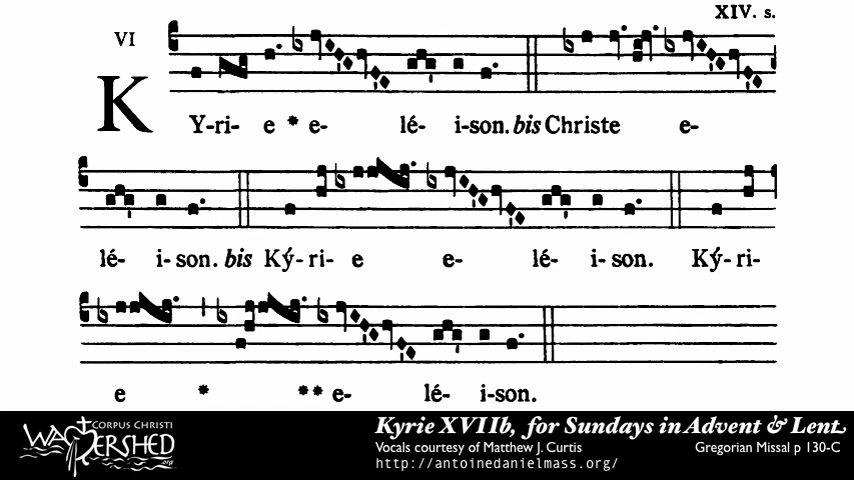 XIV. s.
VI
KY-ri- e * e- lé- i-son. bis Christe e-
lé- i-son. bis Ký-ri- e e- lé- i-son. Ký-ri-
e * ** e- lé- i-son.
CORPUS CHRISTI
WATERSHED
.org
Kyrie XVIIb, for Sundays in Advent & Lent
Vocals courtesy of Matthew J. Curtis Gregorian Missal p 130-C
http://antoinedanielmass.org/